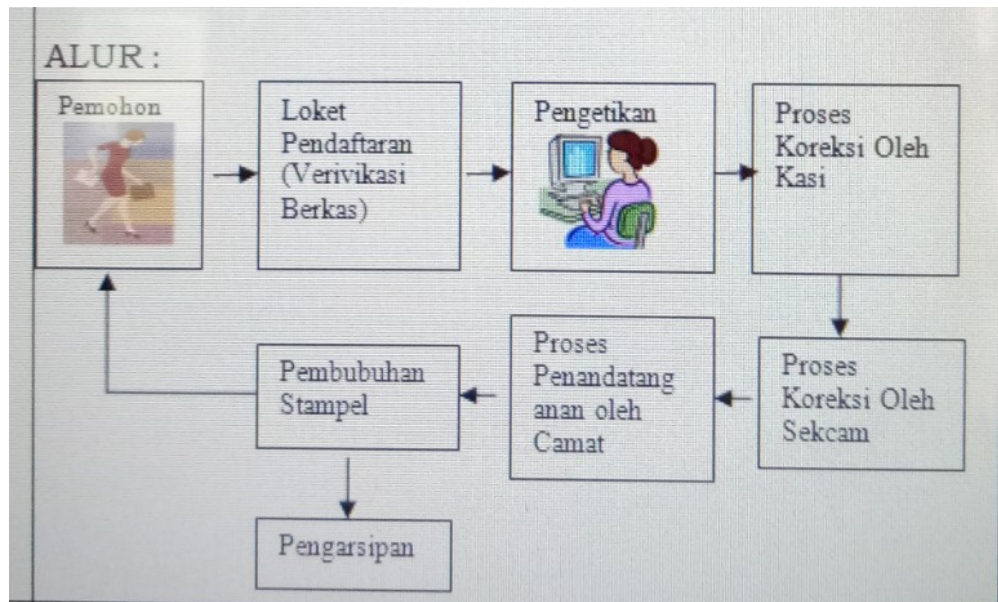 ALUR :
Pemohon
Loket
Pendaftaran
(Verivikasi
Berkas)
Pengetikan
Proses
Koreksi Oleh
Kasi
Proses
Koreksi Oleh
Sekcam
Proses
Penandatang
anan oleh
Camat
Pembubuhan
Stampel
Pengarsipan